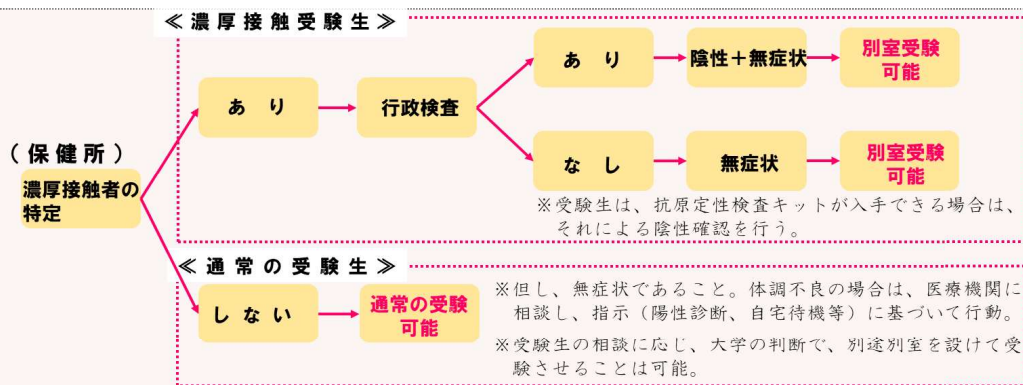 ≪濃厚接触受験生≫
あり
行政検査
あり
陰性＋無症状
別室受験
可能
なし
無症状
別室受験
可能
※受験生は、抗原定性検査キットが入手できる場合は、
それによる陰性確認を行う。
（保健所）
濃厚接触者の
特定
≪通常の受験生≫
しない
通常の受験
可能
※但し、無症状であること。体調不良の場合は、医療機関に
相談し、指示（陽性診断、自宅待機等）に基づいて行動。
※受験生の相談に応じ、大学の判断で、別途別室を設けて受
験させることは可能。